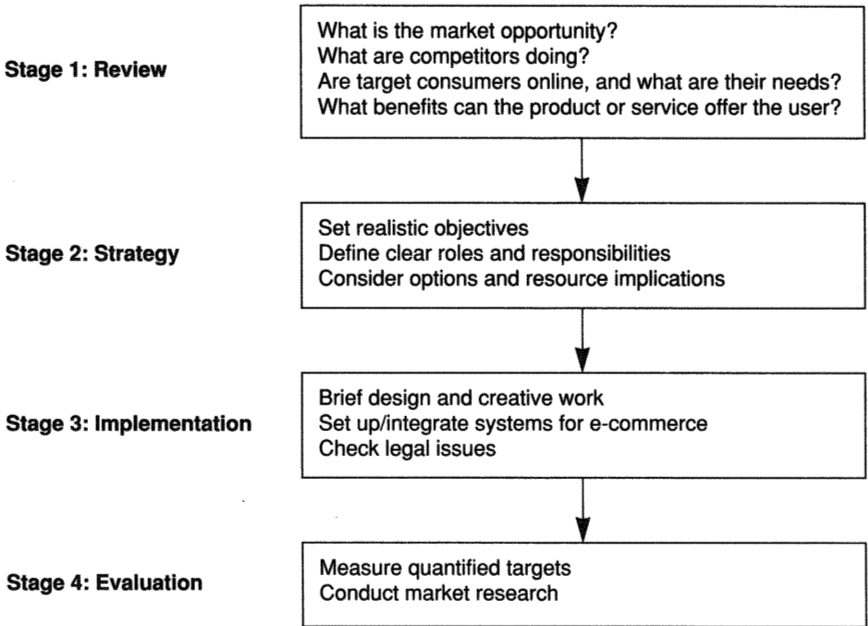 Stage 1: Review
What is the market opportunity?
What are competitors doing?
Are target consumers online, and what are their needs?
What benefits can the product or service offer the user?
Stage 2: Strategy
Set realistic objectives
Define clear roles and responsibilities
Consider options and resource implications
Stage 3: Implementation
Brief design and creative work
Set up/integrate systems for e-commerce
Check legal issues
Stage 4: Evaluation
Measure quantified targets
Conduct market research